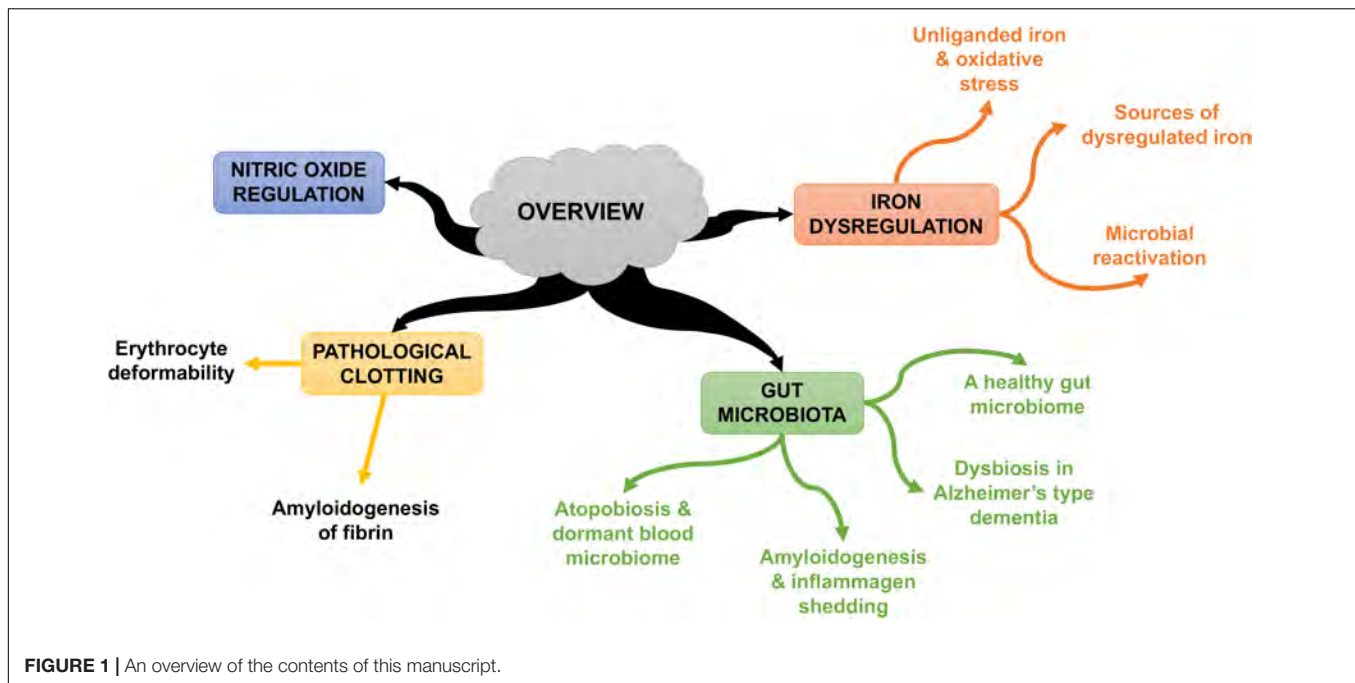 OVERVIEW
NITRIC OXIDE
REGULATION
IRON
DYSREGULATION
Unliganded iron
& oxidative
stress
Sources of
dysregulated iron
Microbial
reactivation
PATHOLOGICAL
CLOTTING
Erythrocyte
deformability
Amyloidogenesis
of fibrin
GUT
MICROBIOTA
A healthy gut
microbiome
Dysbiosis in
Alzheimer's type
dementia
Amyloidogenesis
& inflammagen
shedding
Atopobiosis &
dormant blood
microbiome
FIGURE 1 | An overview of the contents of this manuscript.